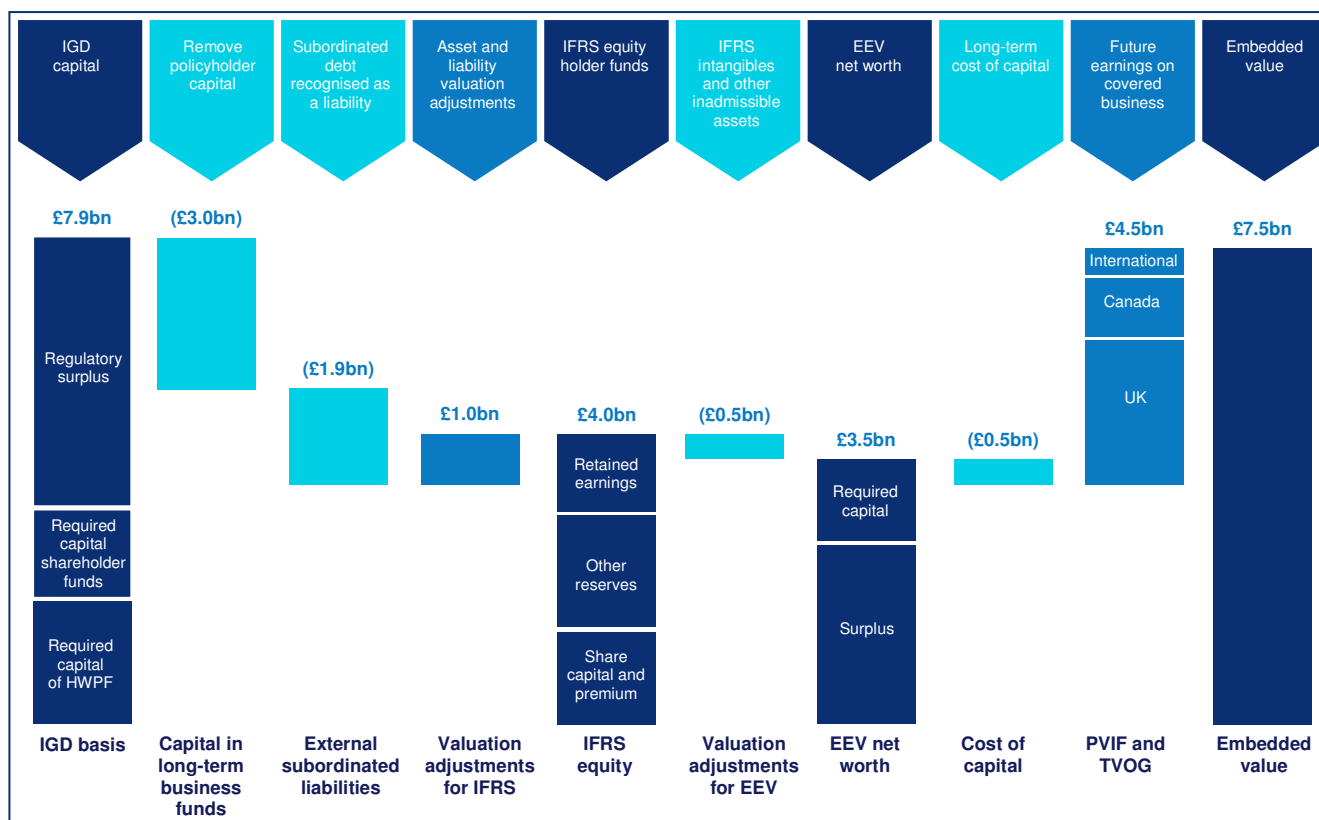 IGD
capital
Remove
policyholder
capital
Subordinated
debt
recognised as
a liability
Asset and
liability
valuation
adjustments
IFRS equity
holder funds
IFRS
intangibles
and other
inadmissible
assets
EEV
net worth
Long-term
cost of capital
Future
earnings on
covered
business
Embedded
value
£7.9bn
(£3.0bn)
(£1.9bn)
£1.0bn
£4.0bn
(£0.5bn)
£3.5bn
(£0.5bn)
£4.5bn
£7.5bn
Regulatory
surplus
Required
capital
shareholder
funds
Required
capital
of HWPF
Retained
earnings
Other
reserves
Share
capital and
premium
Required
capital
Surplus
International
Canada
UK
IGD basis
Capital in
long-term
business
funds
External
subordinated
liabilities
Valuation
adjustments
for IFRS
IFRS
equity
Valuation
adjustments
for EEV
EEV net
worth
Cost of
capital
PVIF and
TVOG
Embedded
value